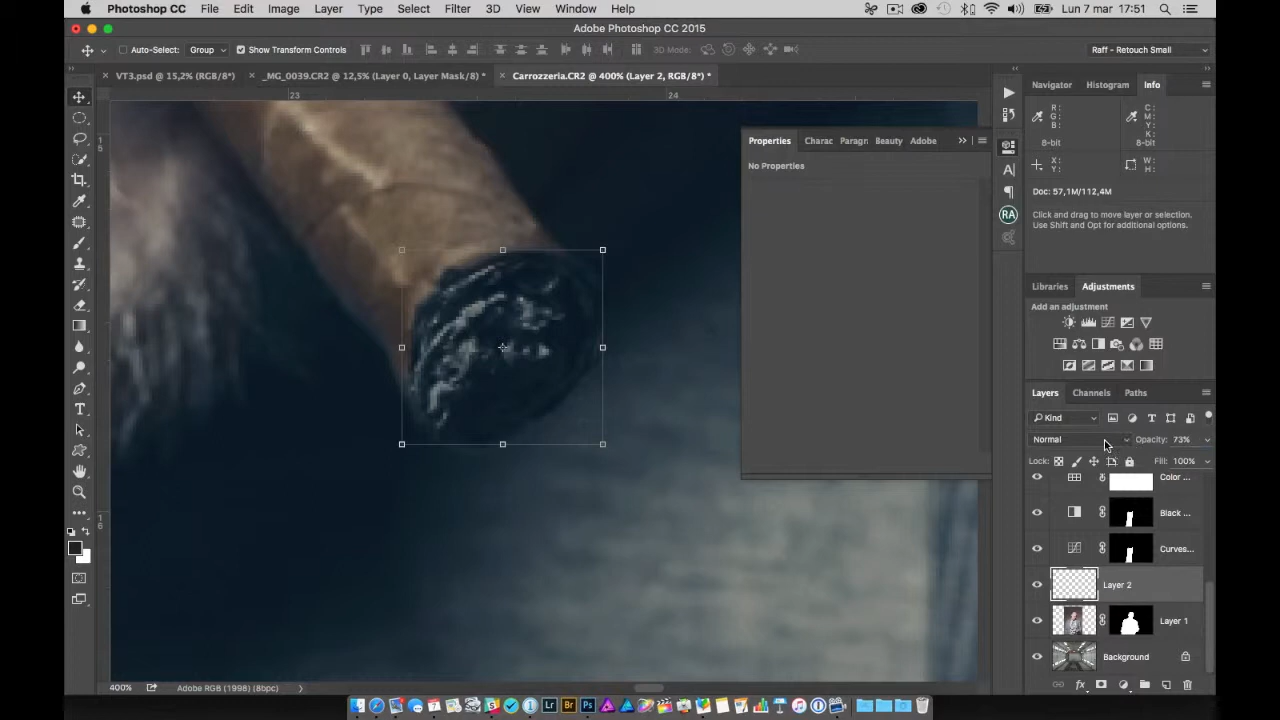 Photoshop CC File Edit Image Layer Type Select Filter 3D View Window Help Lun 7 mar 17:51
Adobe Photoshop CC 2015
Auto-Select: Group Show Transform Controls 3D Mode: Raff - Retouch Small
VT3.psd @ 15,2% (RGB/8*) _MG_0039.CR2 @ 12,5% (Layer 0, Layer Mask/8) * Carrozzeria.CR2 @ 400% (Layer 2, RGB/8*) *
Navigator Histogram Info
23 24
R: C:
G: M:
B: Y:
K:
8-bit 8-bit
X: W:
Y: H:
Doc: 57,1M/112,4M
Click and drag to move layer or selection.
Use Shift and Opt for additional options.
Properties Charac Paragr Beauty Adobe
No Properties
RA
Libraries Adjustments
Add an adjustment
Layers Channels Paths
Kind
Normal Opacity: 73%
Lock: Fill: 100%
Color ...
Black ...
Curves...
Layer 2
Layer 1
Background
400% Adobe RGB (1998) (8bpc)
Lr Br Ps